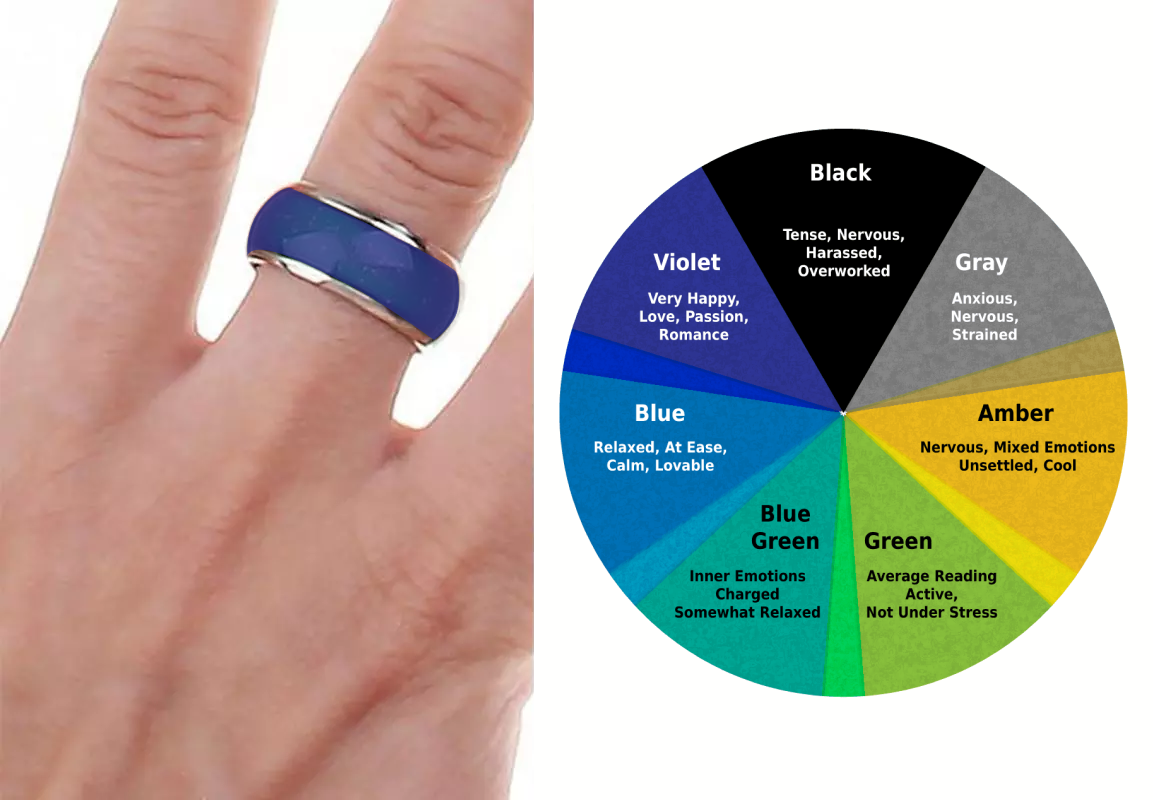 Black
Tense, Nervous,
Harassed,
Overworked
Gray
Anxious,
Nervous,
Strained
Amber
Nervous, Mixed Emotions
Unsettled, Cool
Green
Average Reading
Active,
Not Under Stress
Blue
Green
Inner Emotions
Charged
Somewhat Relaxed
Blue
Relaxed, At Ease,
Calm, Lovable
Violet
Very Happy,
Love, Passion,
Romance